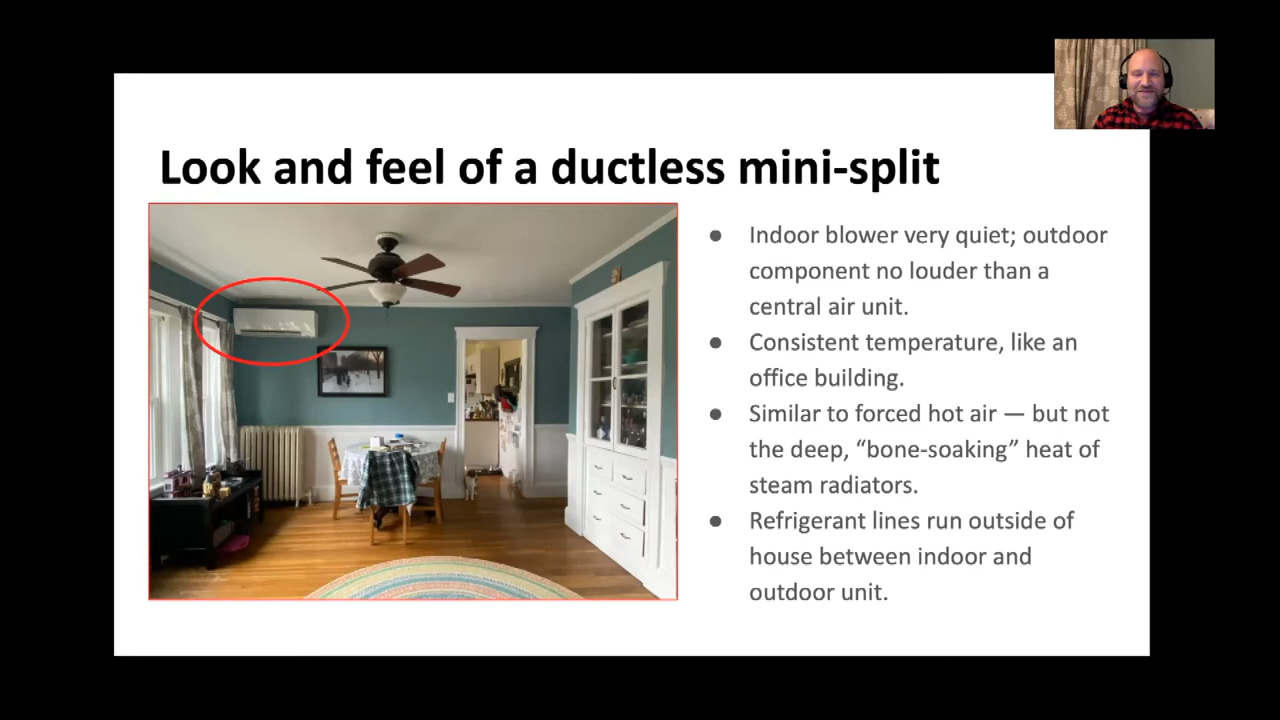 Look and feel of a ductless mini-split
● Indoor blower very quiet; outdoor
component no louder than a
central air unit.
● Consistent temperature, like an
office building.
● Similar to forced hot air — but not
the deep, “bone-soaking” heat of
steam radiators.
● Refrigerant lines run outside of
house between indoor and
outdoor unit.